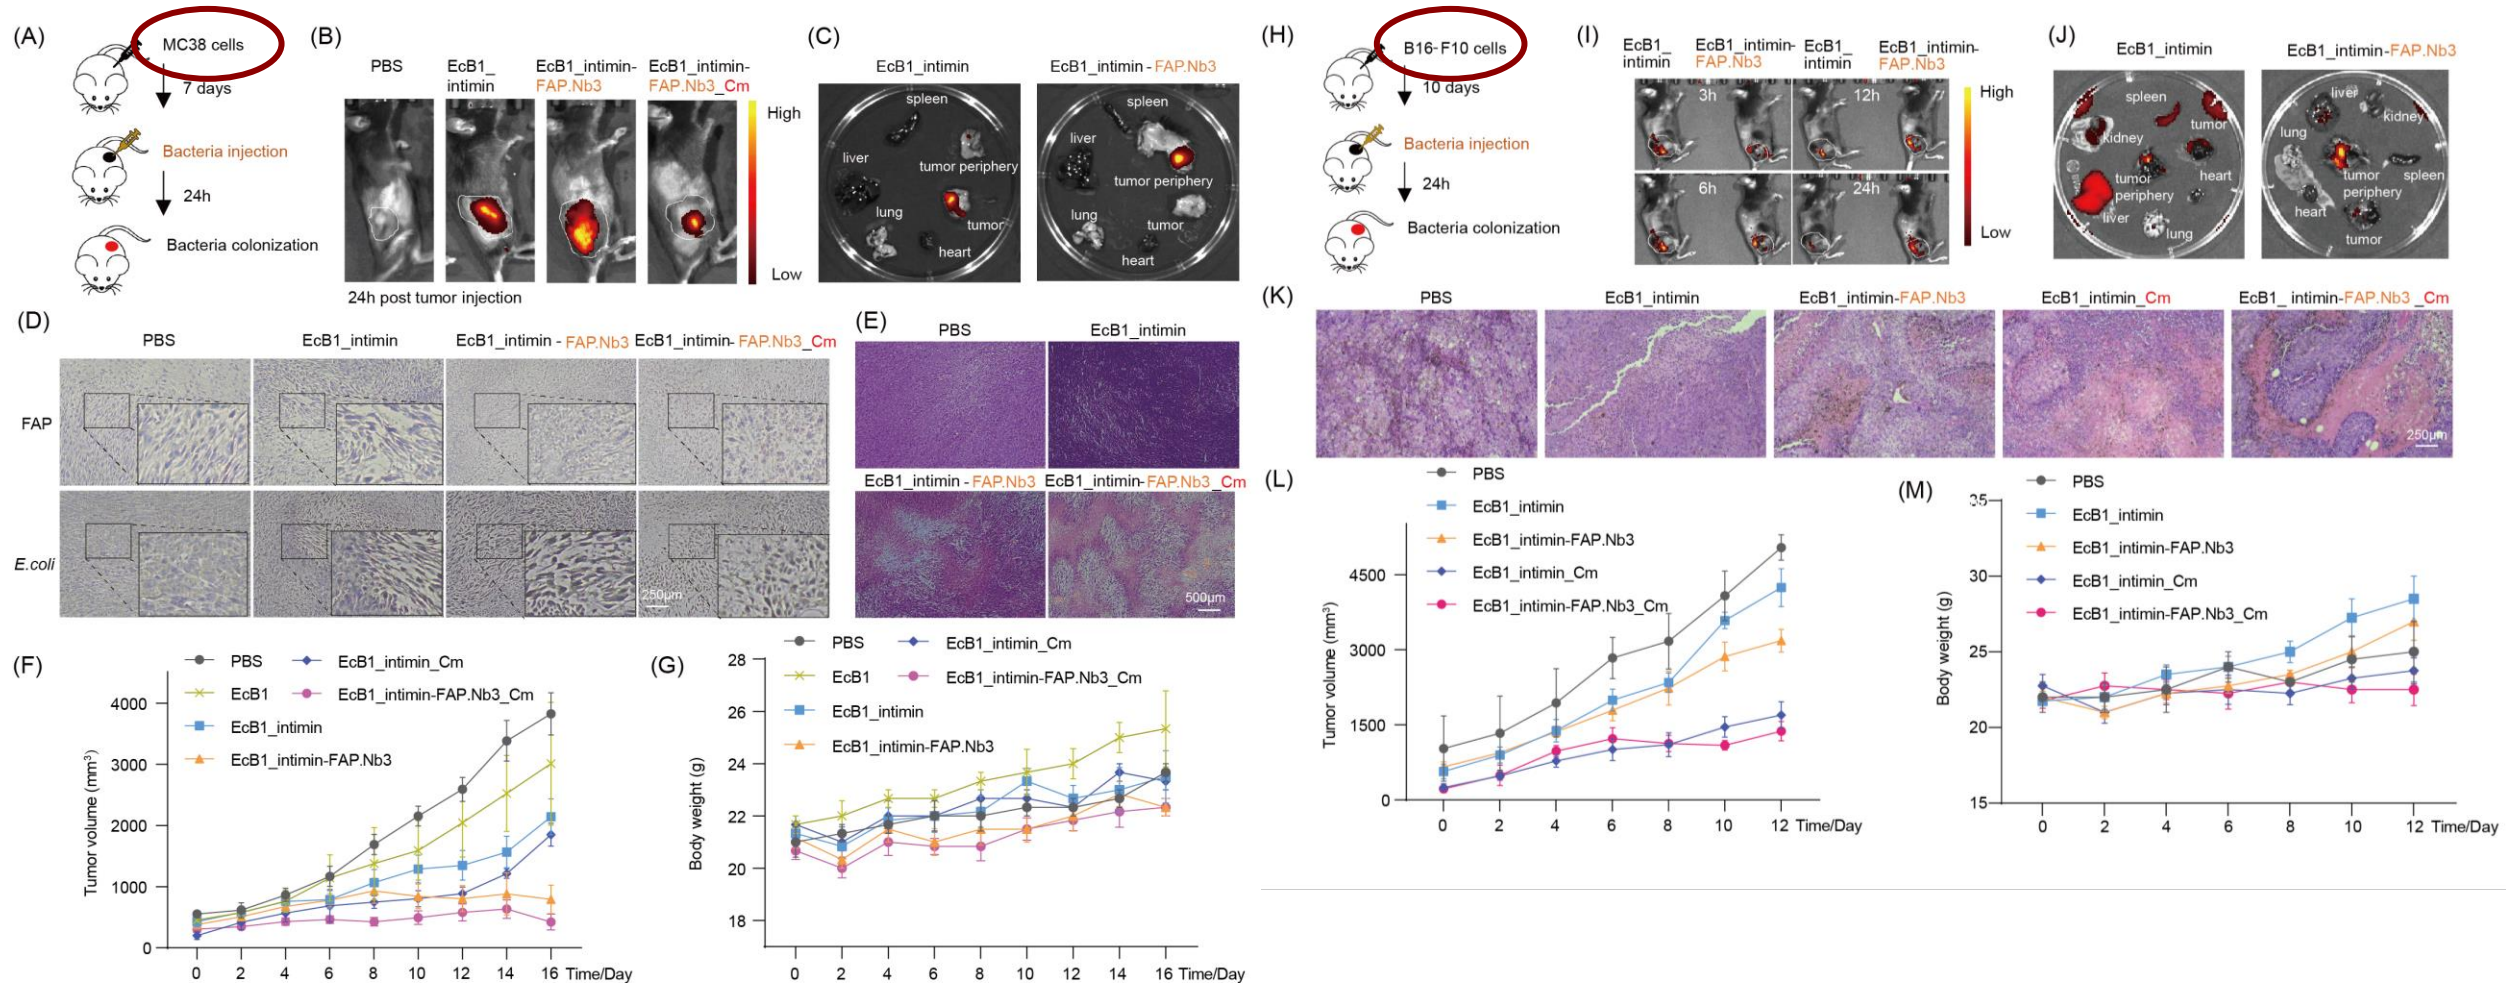 (A)
MC38 cells
7 days
Bacteria injection
24h
Bacteria colonization
(B)
PBS
EcB1_
intimin
EcB1_intimin-
FAP.Nb3
EcB1_intimin-
FAP.Nb3_Cm
High
Low
24h post tumor injection
(C)
EcB1_intimin
EcB1_intimin - FAP.Nb3
spleen
liver
tumor periphery
lung
tumor
heart
spleen
liver
tumor periphery
lung
tumor
heart
(D)
PBS
EcB1_intimin
EcB1_intimin - FAP.Nb3
EcB1_intimin- FAP.Nb3_Cm
FAP
E.coli
250μm
(E)
PBS
EcB1_intimin
EcB1_intimin - FAP.Nb3
EcB1_intimin- FAP.Nb3_Cm
500μm
(F)
PBS
EcB1_intimin_Cm
EcB1
EcB1_intimin-FAP.Nb3_Cm
EcB1_intimin
EcB1_intimin-FAP.Nb3
Tumor volume (mm³)
4000
3000
2000
1000
0
0 2 4 6 8 10 12 14 16 Time/Day
(G)
PBS
EcB1_intimin_Cm
EcB1
EcB1_intimin-FAP.Nb3_Cm
EcB1_intimin
EcB1_intimin-FAP.Nb3
Body weight (g)
28
26
24
22
20
18
0 2 4 6 8 10 12 14 16 Time/Day
(H)
B16-F10 cells
10 days
Bacteria injection
24h
Bacteria colonization
(I)
EcB1_
intimin
EcB1_intimin-
FAP.Nb3
EcB1_
intimin
EcB1_intimin-
FAP.Nb3
3h
12h
6h
24h
High
Low
(J)
EcB1_intimin
EcB1_intimin-FAP.Nb3
spleen
tumor
kidney
tumor
periphery
heart
liver
lung
liver
kidney
lung
tumor
periphery
spleen
heart
tumor
(K)
PBS
EcB1_intimin
EcB1_intimin-FAP.Nb3
EcB1_intimin_Cm
EcB1_ intimin-FAP.Nb3 _Cm
250μm
(L)
PBS
EcB1_intimin
EcB1_intimin-FAP.Nb3
EcB1_intimin_Cm
EcB1_intimin-FAP.Nb3_Cm
Tumor volume (mm³)
4500
3000
1500
0
0 2 4 6 8 10 12 Time/Day
(M)
PBS
EcB1_intimin
EcB1_intimin-FAP.Nb3
EcB1_intimin_Cm
EcB1_intimin-FAP.Nb3_Cm
Body weight (g)
35
30
25
20
15
0 2 4 6 8 10 12 Time/Day